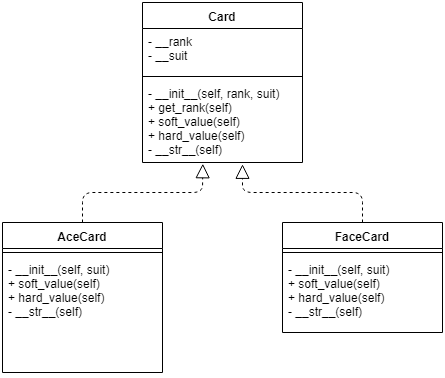 Card
- __rank
- __suit
- __init__(self, rank, suit)
+ get_rank(self)
+ soft_value(self)
+ hard_value(self)
- __str__(self)
AceCard
- __init__(self, suit)
+ soft_value(self)
+ hard_value(self)
- __str__(self)
FaceCard
- __init__(self, suit)
+ soft_value(self)
+ hard_value(self)
- __str__(self)